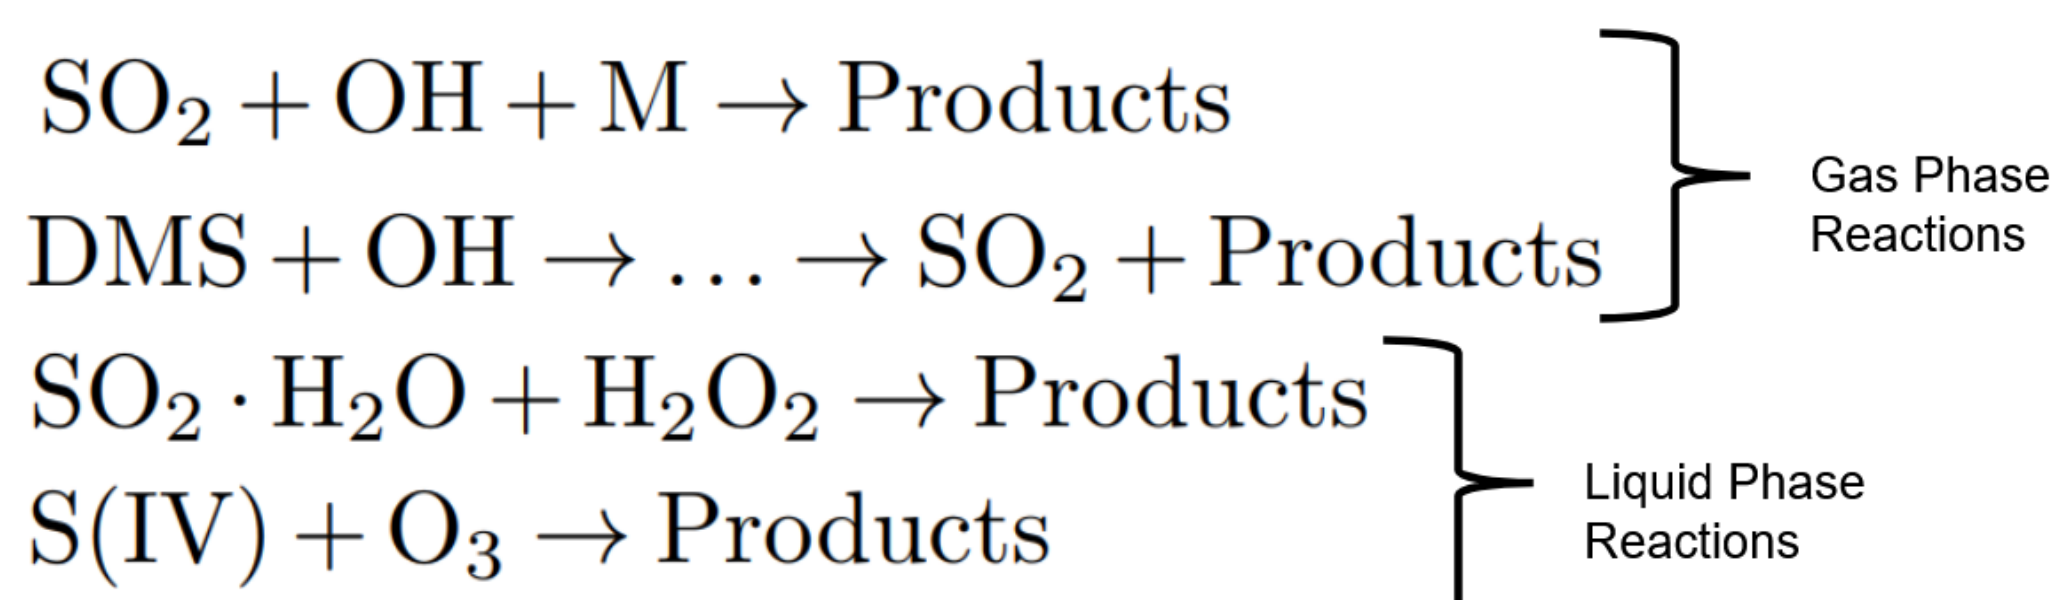 SO₂ + OH + M → Products
DMS + OH → … → SO₂ + Products
Gas Phase
Reactions
SO₂ · H₂O + H₂O₂ → Products
S(IV) + O₃ → Products
Liquid Phase
Reactions